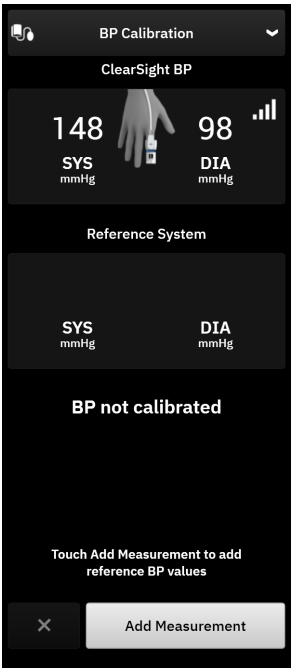 BP Calibration
ClearSight BP
148 98
SYS DIA
mmHg mmHg
Reference System
SYS DIA
mmHg mmHg
BP not calibrated
Touch Add Measurement to add
reference BP values
Add Measurement